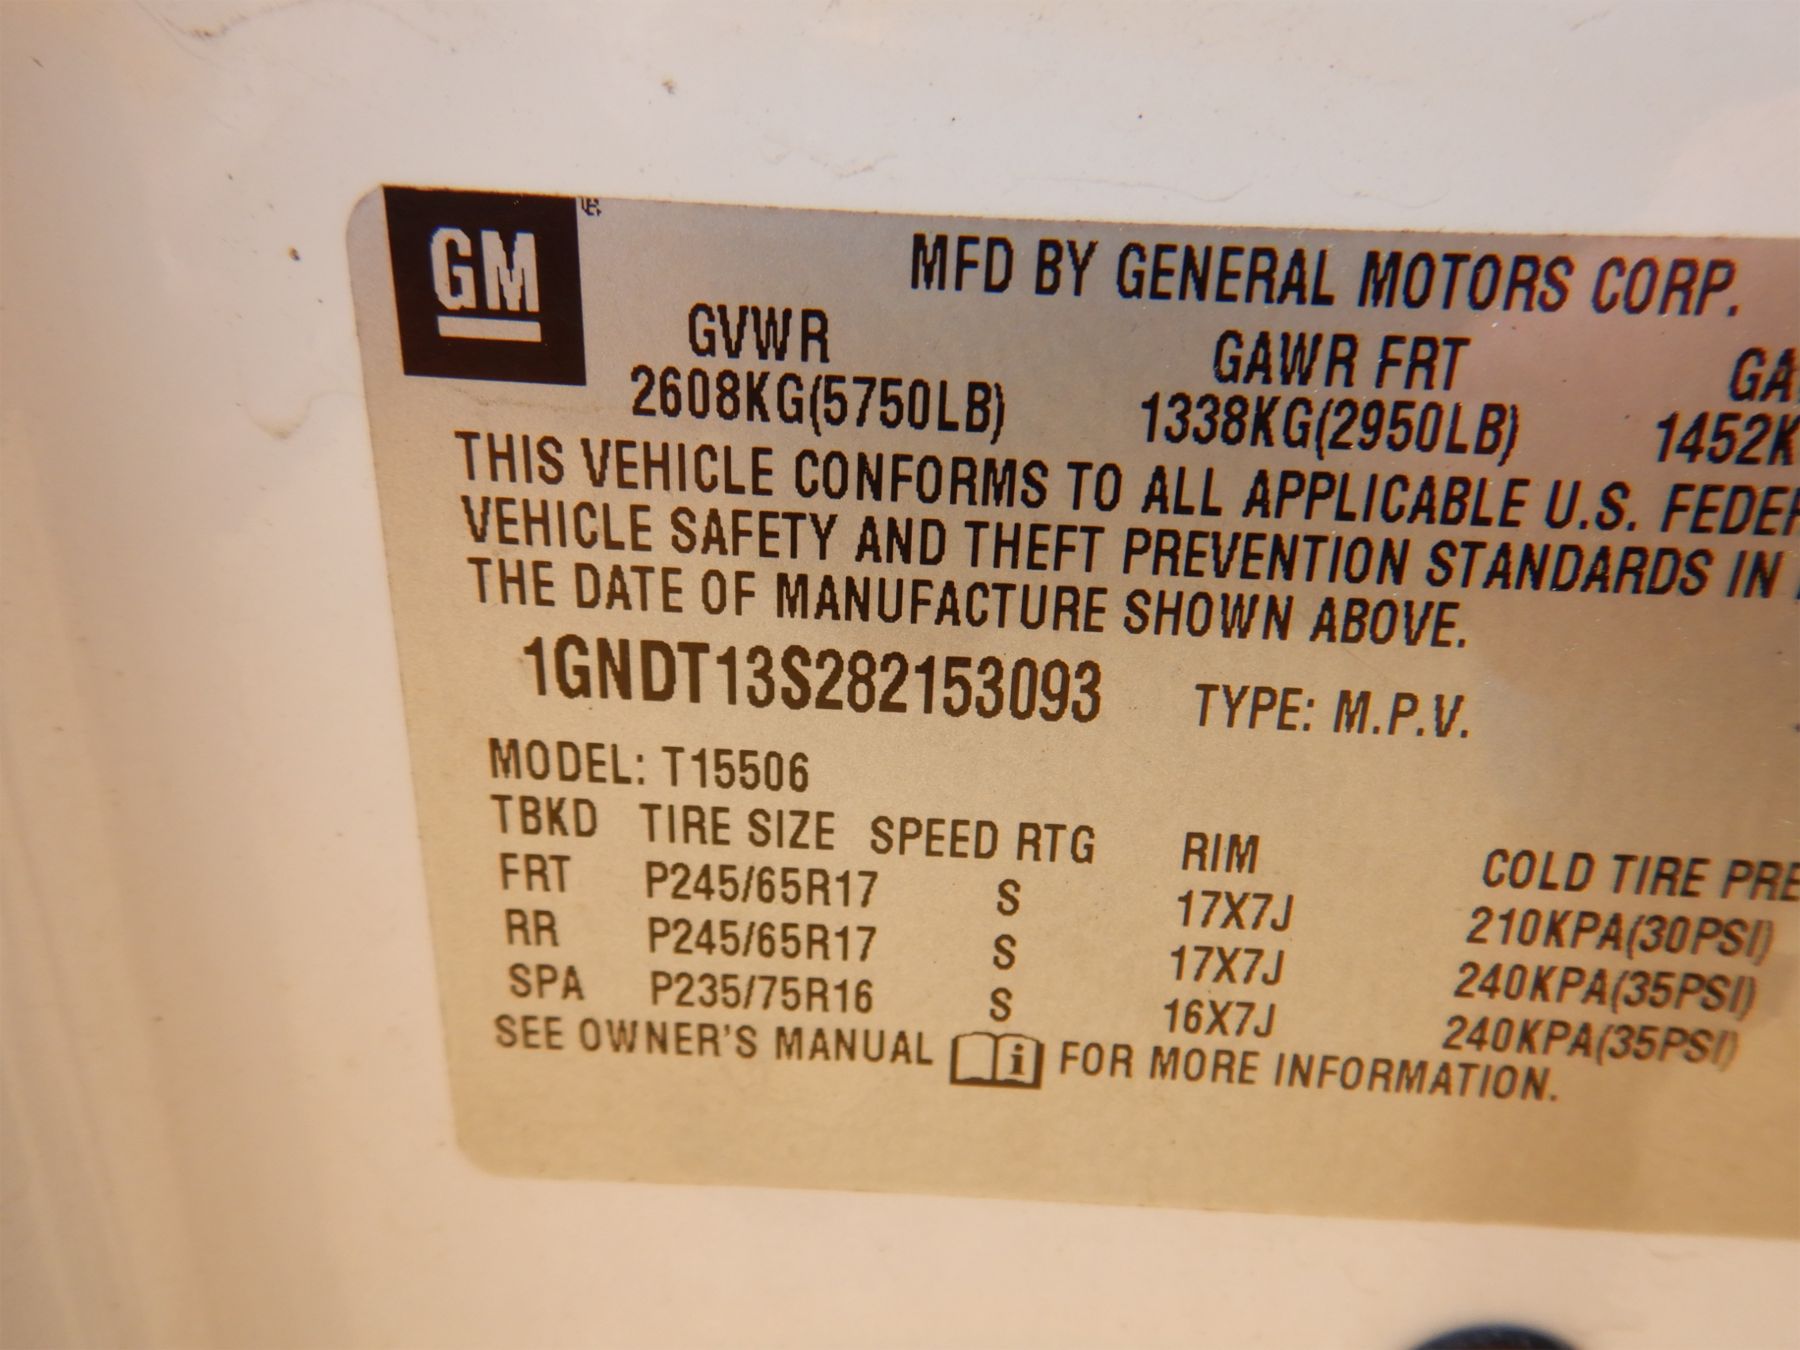 GM
MFD BY GENERAL MOTORS CORP.
GVWR GAWR FRT
2608KG(5750LB) 1338KG(2950LB) 1452K
THIS VEHICLE CONFORMS TO ALL APPLICABLE U.S.
VEHICLE SAFETY AND THEFT PREVENTION STANDARDS IN
THE DATE OF MANUFACTURE SHOWN ABOVE.
1GNDT13S282153093 TYPE: M.P.V.
MODEL: T15506
TBKD TIRE SIZE SPEED RTG RIM COLD TIRE PRE
FRT P245/65R17 S 17X7J 210KPA(30PSI)
RR P245/65R17 S 17X7J 240KPA(35PSI)
SPA P235/75R16 S 16X7J 240KPA(35PSI)
SEE OWNER'S MANUAL i FOR MORE INFORMATION.